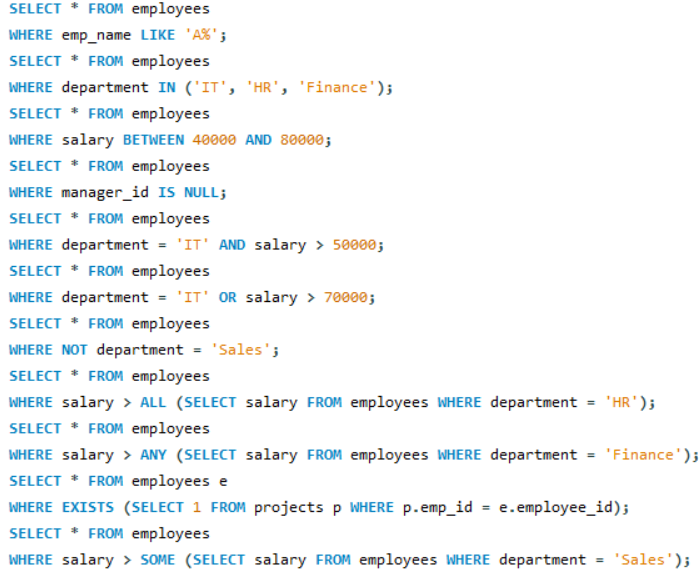 SELECT * FROM employees
WHERE emp_name LIKE 'A%';
SELECT * FROM employees
WHERE department IN ('IT', 'HR', 'Finance');
SELECT * FROM employees
WHERE salary BETWEEN 40000 AND 80000;
SELECT * FROM employees
WHERE manager_id IS NULL;
SELECT * FROM employees
WHERE department = 'IT' AND salary > 50000;
SELECT * FROM employees
WHERE department = 'IT' OR salary > 70000;
SELECT * FROM employees
WHERE NOT department = 'Sales';
SELECT * FROM employees
WHERE salary > ALL (SELECT salary FROM employees WHERE department = 'HR');
SELECT * FROM employees
WHERE salary > ANY (SELECT salary FROM employees WHERE department = 'Finance');
SELECT * FROM employees e
WHERE EXISTS (SELECT 1 FROM projects p WHERE p.emp_id = e.employee_id);
SELECT * FROM employees
WHERE salary > SOME (SELECT salary FROM employees WHERE department = 'Sales');